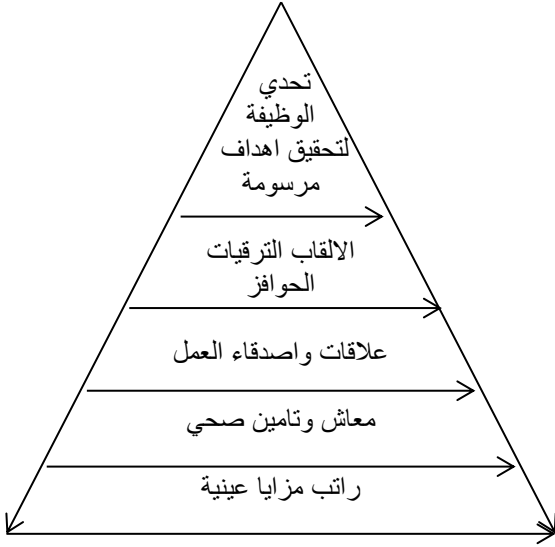 تحدي
الوظيفة
لتحقيق اهداف
مرسومة
الالقاب الترقيات
الحوافز
علاقات واصدقاء العمل
معاش وتامين صحي
راتب مزايا عينية